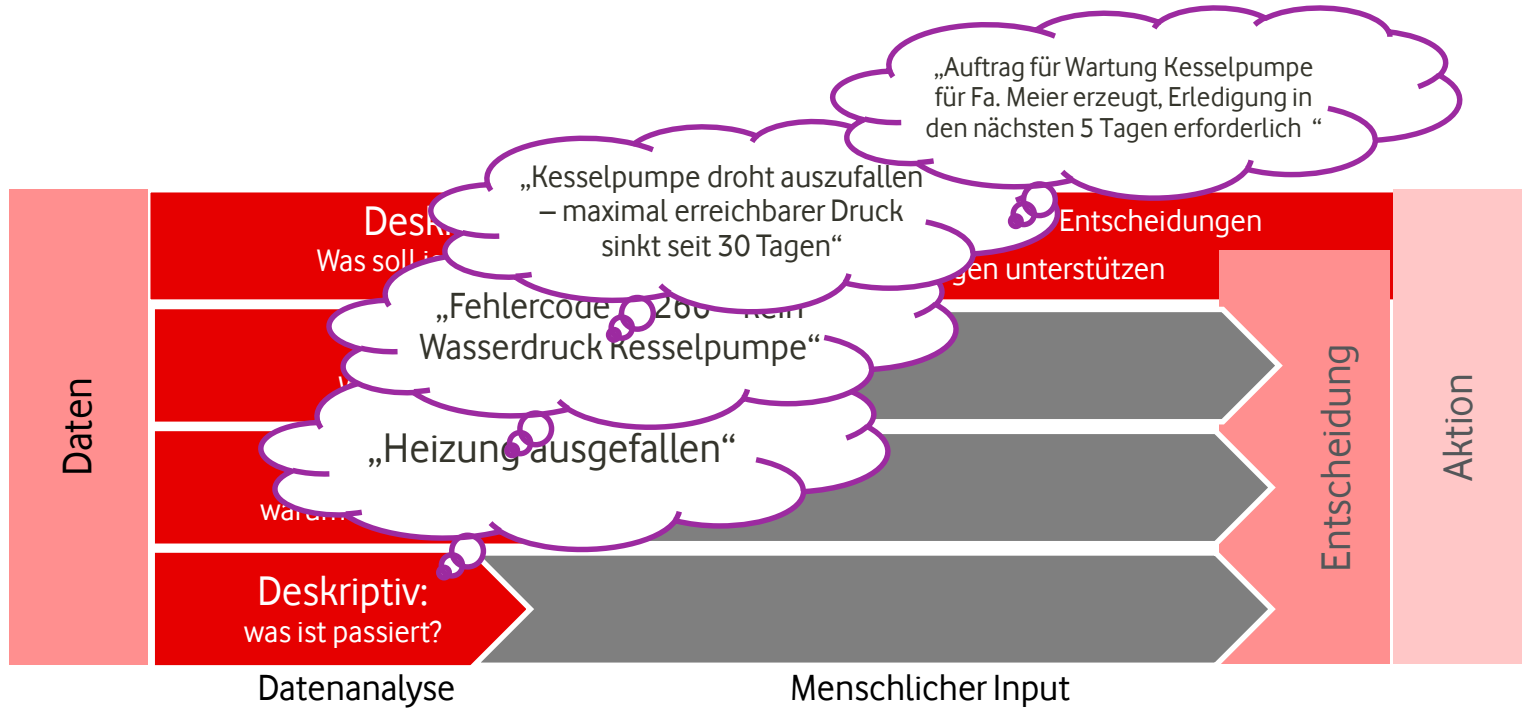 „Auftrag für Wartung Kesselpumpe
für Fa. Meier erzeugt, Erledigung in
den nächsten 5 Tagen erforderlich “
„Kesselpumpe droht auszufallen
– maximal erreichbarer Druck
sinkt seit 30 Tagen“
Entscheidungen
Was soll
unterstützen
„Fehlercode
Wasserdruck Kesselpumpe“
„Heizung ausgefallen“
Deskriptiv:
was ist passiert?
Daten
Entscheidung
Aktion
Datenanalyse
Menschlicher Input